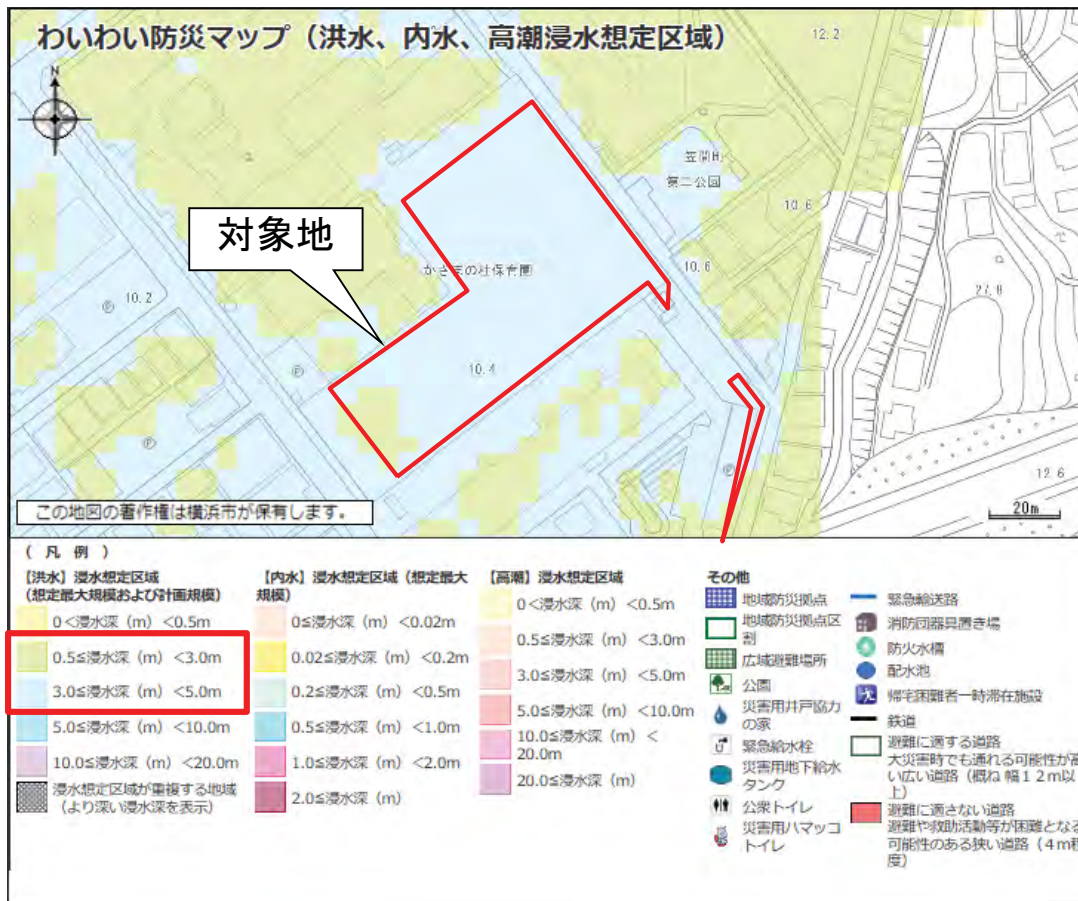 わいわい防災マップ（洪水、内水、高潮浸水想定区域）
N
12.2
笠間H
第二公園
対象地
10.6
かさまの杜保育園
10.6
10.2
27.8
10.4
12.6
この地図の著作権は横浜市が保有します。
20m
（ 凡 例 ）
【洪水】浸水想定区域
（想定最大規模および計画規模）
0＜浸水深（m）＜0.5m
0.5≦浸水深（m）＜3.0m
3.0≦浸水深（m）＜5.0m
5.0≦浸水深（m）＜10.0m
10.0≦浸水深（m）＜20.0m
浸水想定区域が重複する地域
（より深い浸水深を表示）
【内水】浸水想定区域（想定最大
規模）
0≦浸水深（m）＜0.02m
0.02≦浸水深（m）＜0.2m
0.2≦浸水深（m）＜0.5m
0.5≦浸水深（m）＜1.0m
1.0≦浸水深（m）＜2.0m
2.0≦浸水深（m）
【高潮】浸水想定区域
0＜浸水深（m）＜0.5m
0.5≦浸水深（m）＜3.0m
3.0≦浸水深（m）＜5.0m
5.0≦浸水深（m）＜10.0m
10.0≦浸水深（m）＜
20.0m
20.0≦浸水深（m）
その他
地域防災拠点
地域防災拠点区
割
広域避難場所
公園
災害用井戸協力
の家
緊急給水栓
災害用地下給水
タンク
公衆トイレ
災害用ハマッコ
トイレ
緊急輸送路
消防団器具置き場
防火水槽
配水池
帰宅困難者一時滞在施設
鉄道
避難に適する道路
大災害時でも通れる可能性が高
い広い道路（概ね 幅１２m以
上）
避難に適さない道路
避難や救助活動等が困難となる
可能性のある狭い道路（４m程
度）